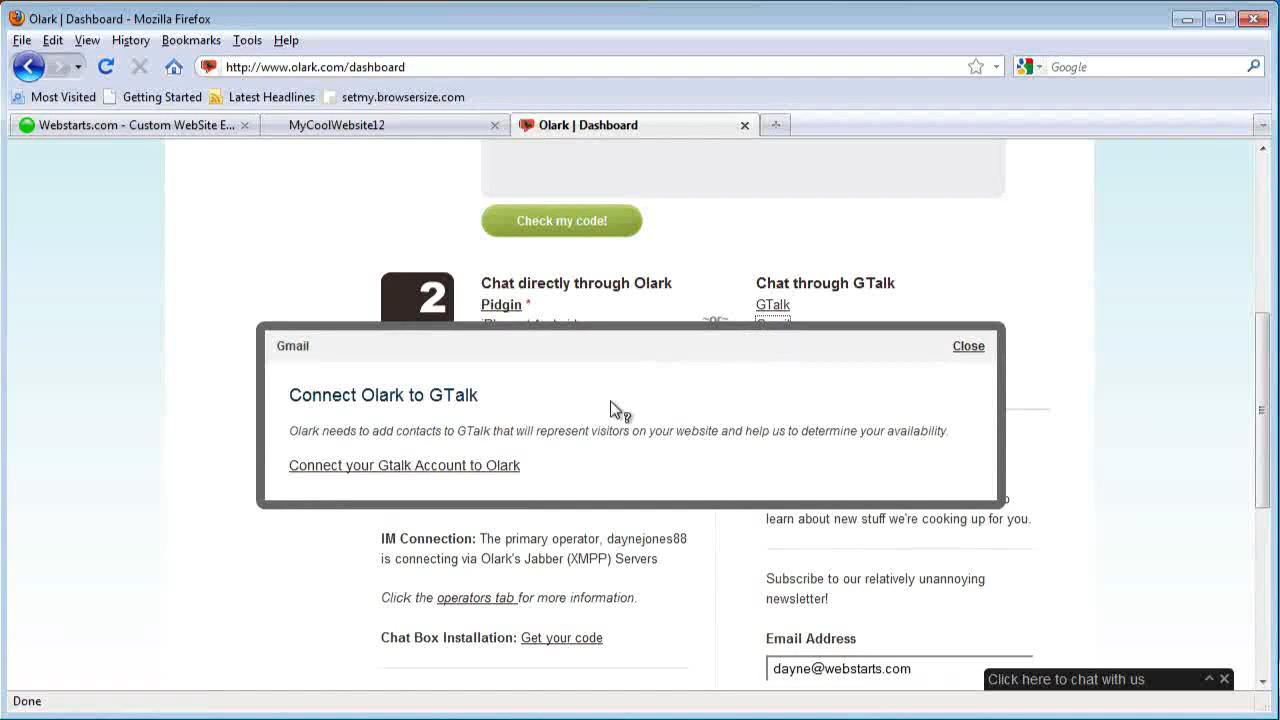 Olark | Dashboard - Mozilla Firefox
File Edit View History Bookmarks Tools Help
http://www.olark.com/dashboard
Google
Most Visited Getting Started Latest Headlines setmy.browsersize.com
Webstarts.com - Custom WebSite E...
MyCoolWebsite12
Olark | Dashboard
Check my code!
2
Chat directly through Olark
Pidgin *
~or~
Chat through GTalk
GTalk
Gmail
Close
Connect Olark to GTalk
Olark needs to add contacts to GTalk that will represent visitors on your website and help us to determine your availability.
Connect your Gtalk Account to Olark
learn about new stuff we're cooking up for you.
IM Connection: The primary operator, daynejones88
is connecting via Olark's Jabber (XMPP) Servers
Click the operators tab for more information.
Chat Box Installation: Get your code
Subscribe to our relatively unannoying
newsletter!
Email Address
dayne@webstarts.com
Click here to chat with us
Done